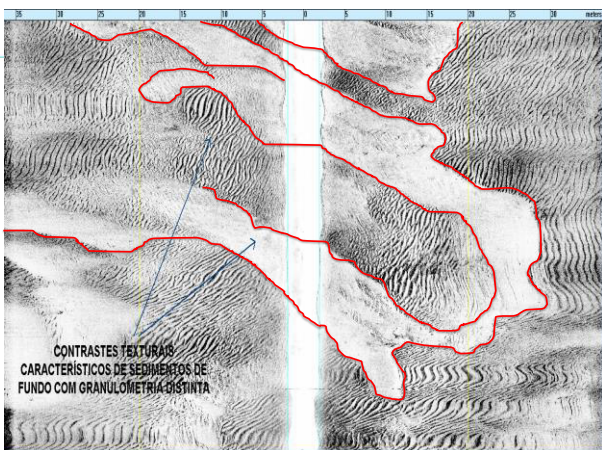 35 30 25 20 15 10 5 0 5 10 15 20 25 30 meters
CONTRASTES TEXTURAIS
CARACTERÍSTICOS DE SEDIMENTOS DE
FUNDO COM GRANULOMETRIA DISTINTA